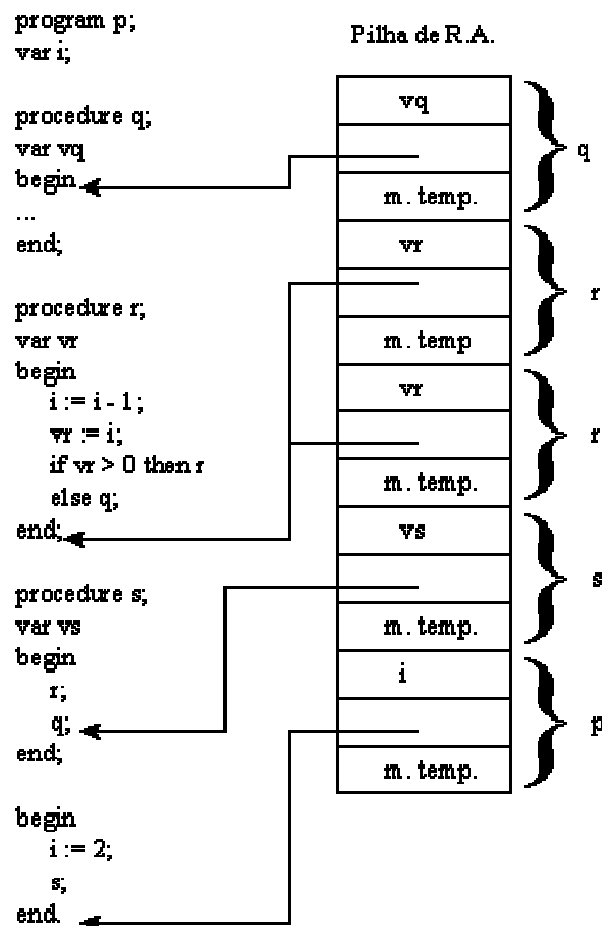 program p;
var i;
procedure q;
var vq
begin
...
end;
procedure r;
var vr
begin
i := i - 1;
vr := i;
if vr > 0 then r
else q;
end;
procedure s;
var vs
begin
r;
q;
end;
begin
i := 2;
s;
end.
Pilha de R.A.
vq
m. temp.
q
vr
m. temp
r
vr
m. temp.
r
vs
m. temp.
s
i
m. temp.
p